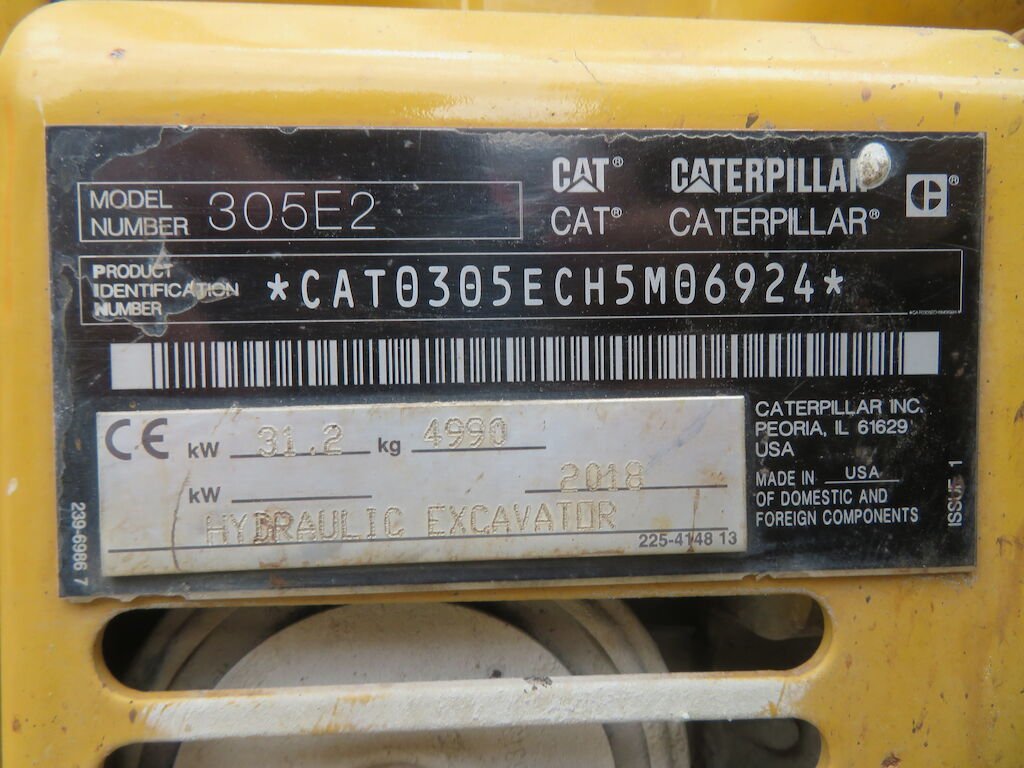 CAT® CATERPILLAR
CAT® CATERPILLAR®
MODEL
NUMBER 305E2
PRODUCT
IDENTIFICATION
NUMBER
*CAT0305ECH5M06924*
CE kW 31.2 kg 4990
kW 2018
HYDRAULIC EXCAVATOR
225-4148 13
CATERPILLAR INC.
PEORIA, IL 61629
USA
MADE IN USA
OF DOMESTIC AND
FOREIGN COMPONENTS
239-6986 7
ISSUE 1